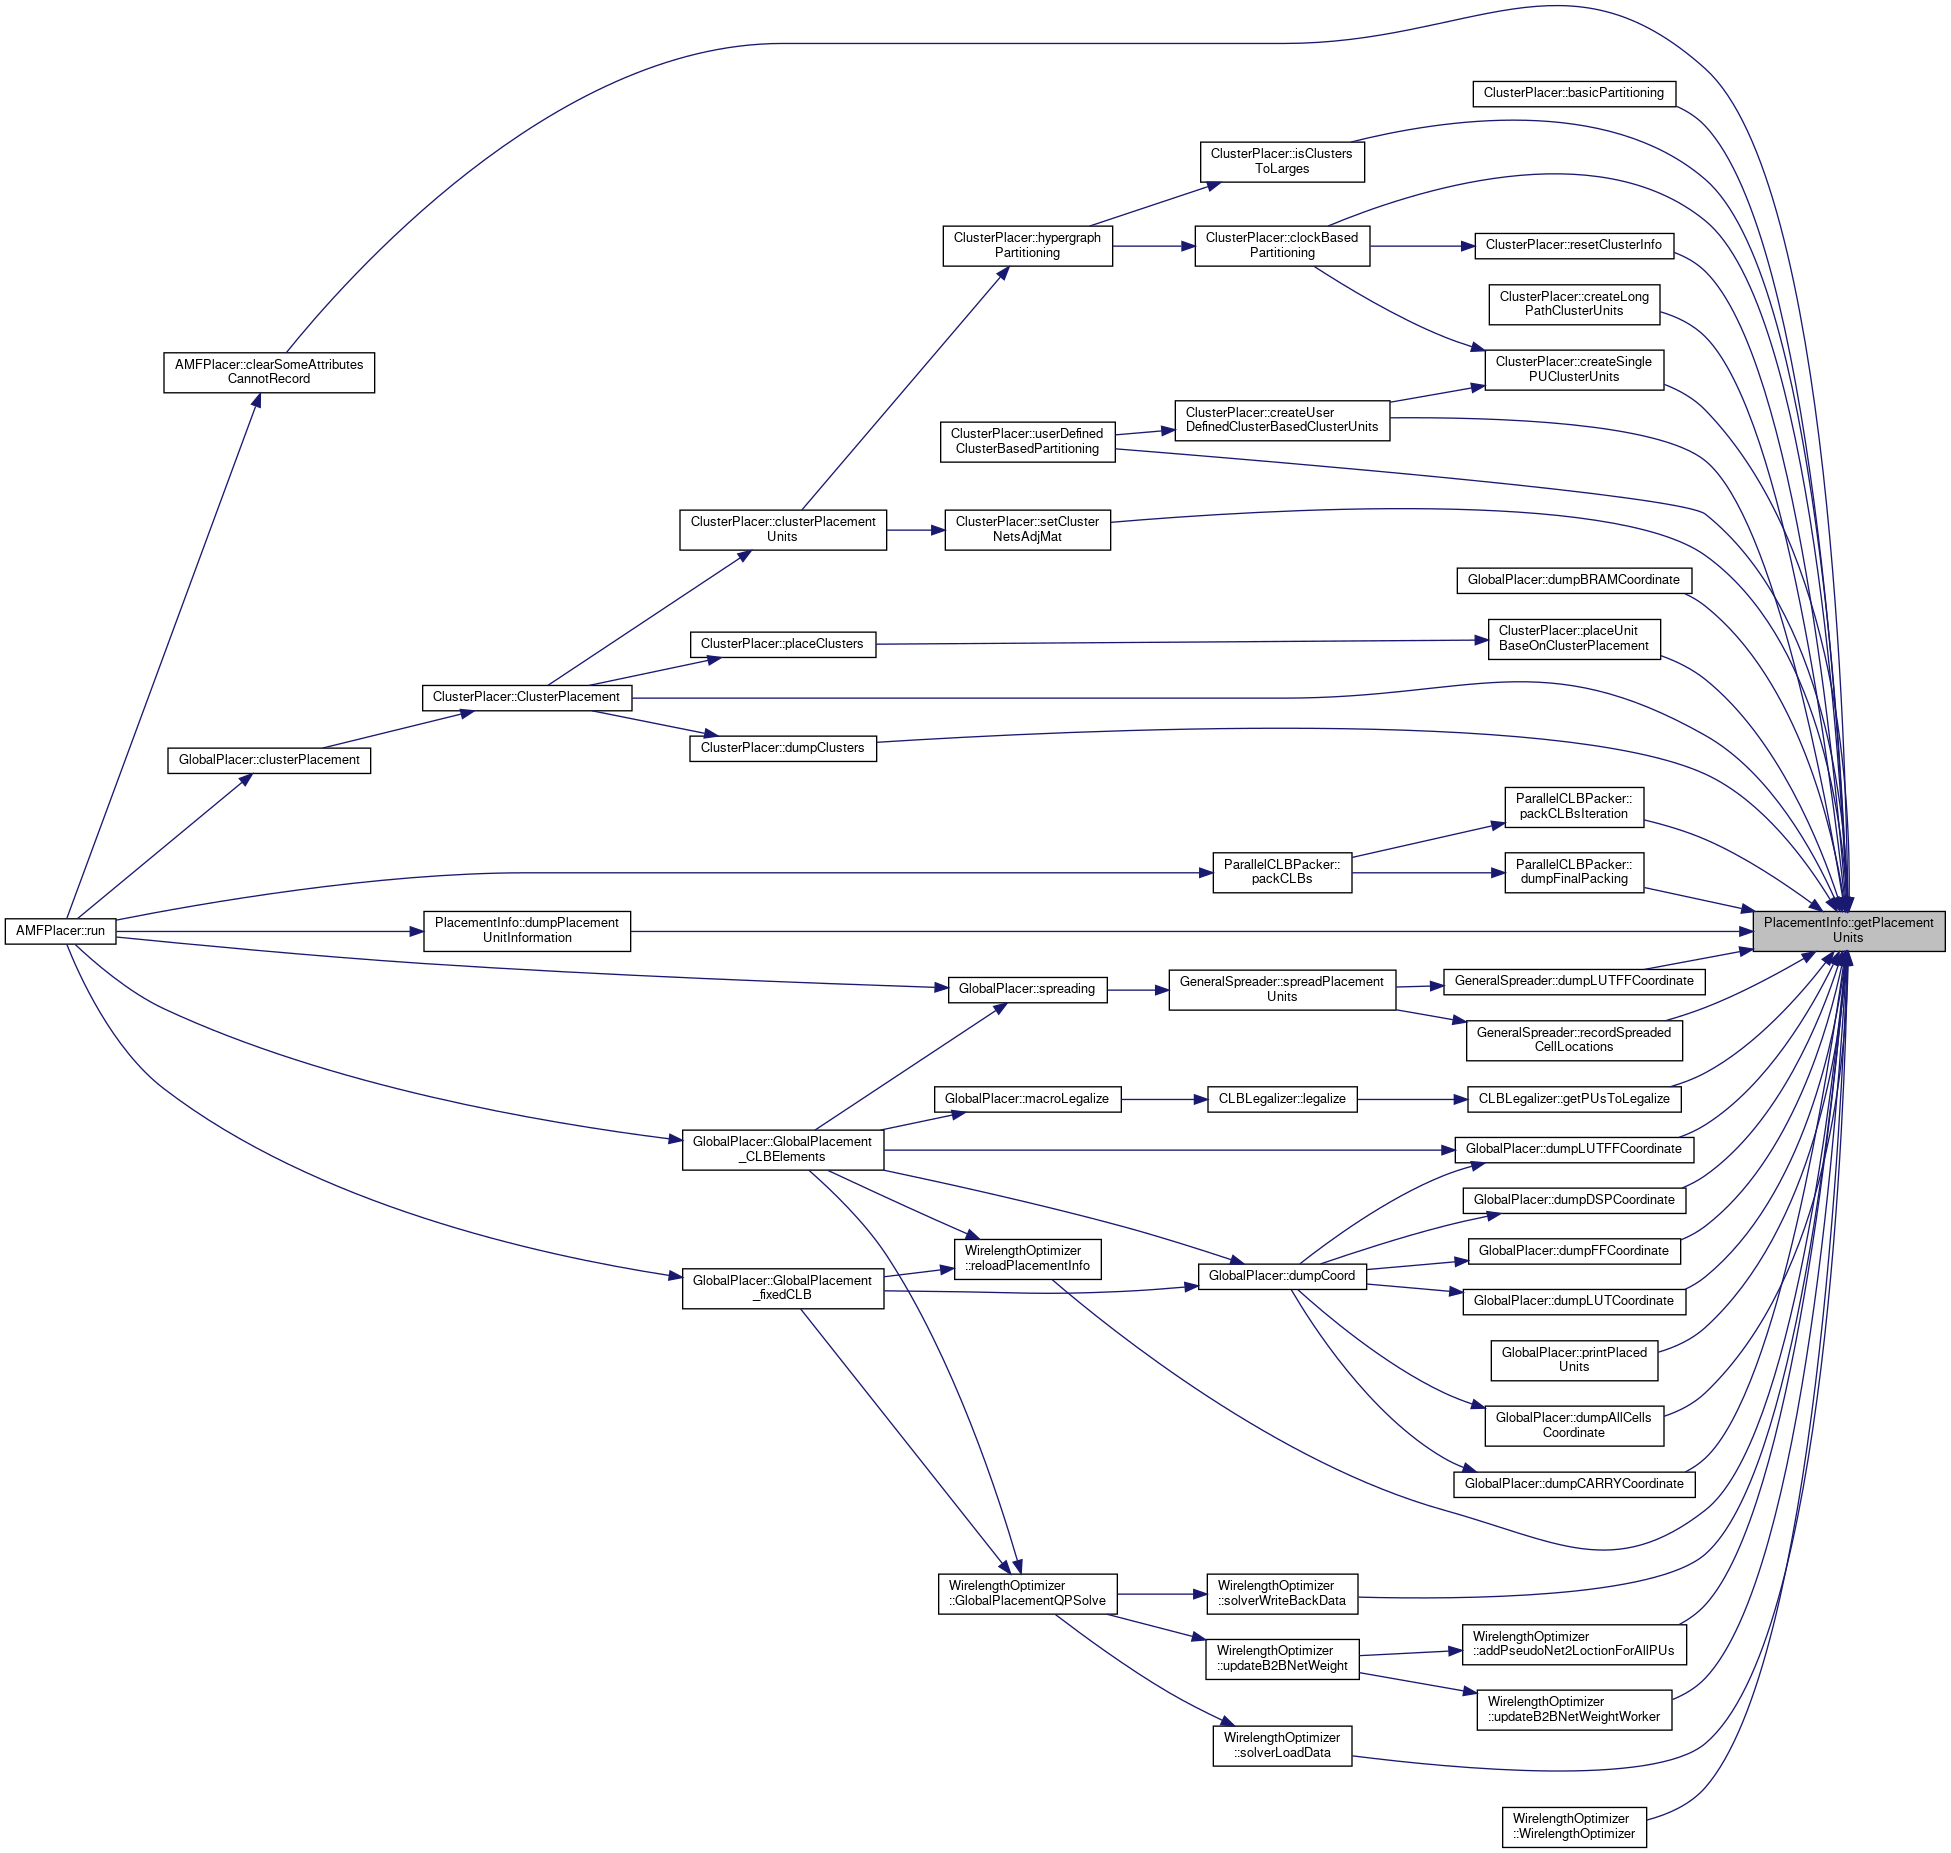 ClusterPlacer::basicPartitioning
ClusterPlacer::isClusters
ToLarges
ClusterPlacer::hypergraph
Partitioning
ClusterPlacer::clockBased
Partitioning
ClusterPlacer::resetClusterInfo
ClusterPlacer::createLong
PathClusterUnits
AMFPlacer::clearSomeAttributes
CannotRecord
ClusterPlacer::createSingle
PUClusterUnits
ClusterPlacer::createUser
DefinedClusterBasedClusterUnits
ClusterPlacer::userDefined
ClusterBasedPartitioning
ClusterPlacer::clusterPlacement
Units
ClusterPlacer::setCluster
NetsAdjMat
GlobalPlacer::dumpBRAMCoordinate
ClusterPlacer::placeClusters
ClusterPlacer::placeUnit
BaseOnClusterPlacement
ClusterPlacer::ClusterPlacement
ClusterPlacer::dumpClusters
GlobalPlacer::clusterPlacement
ParallelCLBPacker::
packCLBsIteration
ParallelCLBPacker::
packCLBs
ParallelCLBPacker::
dumpFinalPacking
AMFPlacer::run
PlacementInfo::dumpPlacement
UnitInformation
PlacementInfo::getPlacement
Units
GlobalPlacer::spreading
GeneralSpreader::spreadPlacement
Units
GeneralSpreader::dumpLUTFFCoordinate
GeneralSpreader::recordSpreaded
CellLocations
GlobalPlacer::macroLegalize
CLBLegalizer::legalize
CLBLegalizer::getPUsToLegalize
GlobalPlacer::GlobalPlacement
_CLBElements
GlobalPlacer::dumpLUTFFCoordinate
GlobalPlacer::dumpDSPCoordinate
WirelengthOptimizer
::reloadPlacementInfo
GlobalPlacer::dumpFFCoordinate
GlobalPlacer::GlobalPlacement
_fixedCLB
GlobalPlacer::dumpCoord
GlobalPlacer::dumpLUTCoordinate
GlobalPlacer::printPlaced
Units
GlobalPlacer::dumpAllCells
Coordinate
GlobalPlacer::dumpCARRYCoordinate
WirelengthOptimizer
::GlobalPlacementQPSolve
WirelengthOptimizer
::solverWriteBackData
WirelengthOptimizer
::updateB2BNetWeight
WirelengthOptimizer
::addPseudoNet2LoctionForAllPUs
WirelengthOptimizer
::updateB2BNetWeightWorker
WirelengthOptimizer
::solverLoadData
WirelengthOptimizer
::WirelengthOptimizer